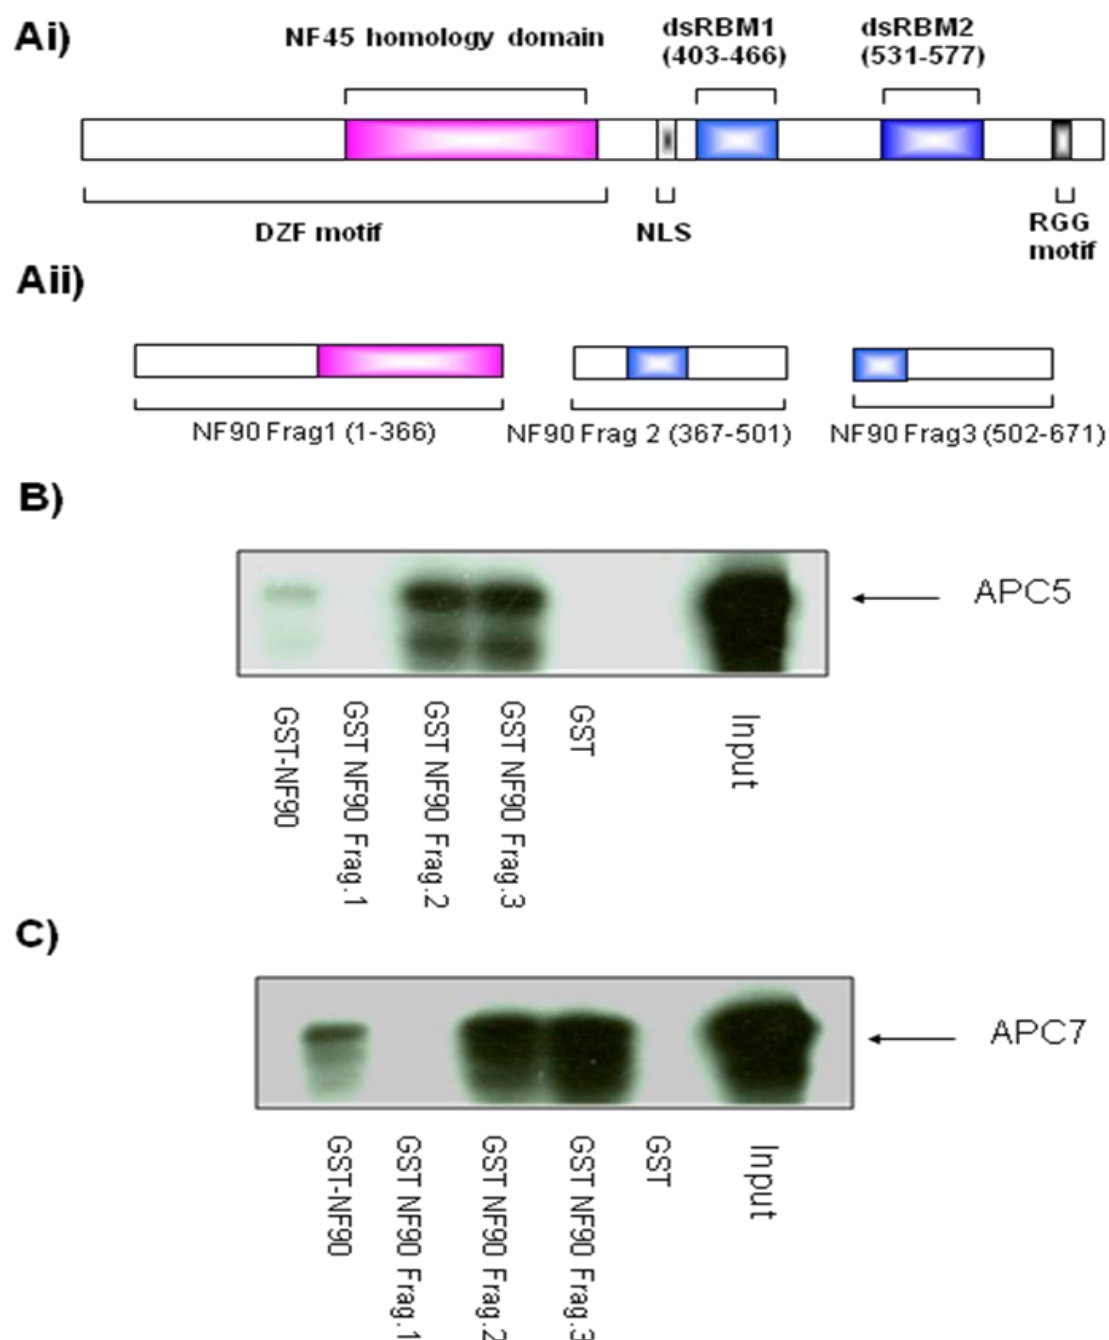 Ai)
NF45 homology domain
dsRBM1
(403-466)
dsRBM2
(531-577)
DZF motif
NLS
RGG
motif
Aii)
NF90 Frag1 (1-366)
NF90 Frag 2 (367-501)
NF90 Frag3 (502-671)
B)
APC5
GST-NF90
GST NF90 Frag.1
GST NF90 Frag.2
GST NF90 Frag.3
GST
Input
C)
APC7
GST-NF90
GST NF90 Frag.1
GST NF90 Frag.2
GST NF90 Frag.3
GST
Input